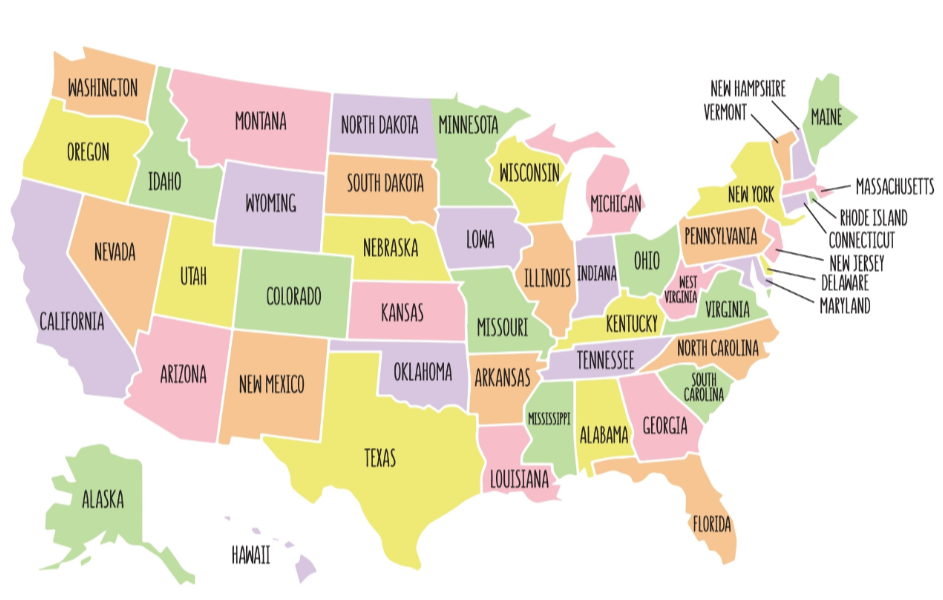 WASHINGTON
OREGON
IDAHO
MONTANA
NORTH DAKOTA
MINNESOTA
SOUTH DAKOTA
WYOMING
WISCONSIN
MICHIGAN
NEW HAMPSHIRE
VERMONT
MAINE
NEW YORK
MASSACHUSETTS
RHODE ISLAND
CONNECTICUT
NEW JERSEY
DELAWARE
MARYLAND
PENNSYLVANIA
NEVADA
UTAH
COLORADO
NEBRASKA
IOWA
ILLINOIS
INDIANA
OHIO
WEST
VIRGINIA
VIRGINIA
CALIFORNIA
KANSAS
MISSOURI
KENTUCKY
ARIZONA
NEW MEXICO
OKLAHOMA
ARKANSAS
TENNESSEE
NORTH CAROLINA
SOUTH
CAROLINA
TEXAS
LOUISIANA
MISSISSIPPI
ALABAMA
GEORGIA
FLORIDA
ALASKA
HAWAII